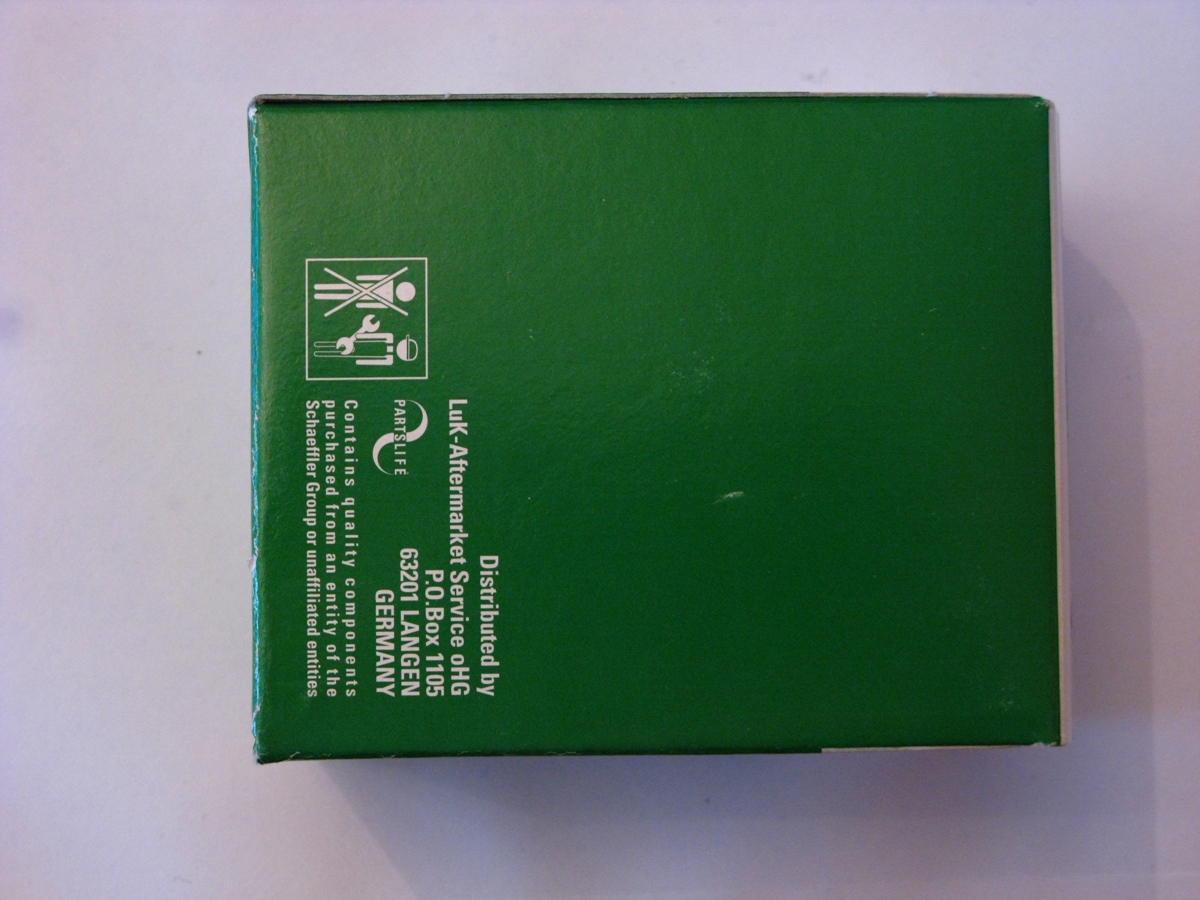 Distributed by
LuK-Aftermarket Service oHG
P.O.Box 1105
63201 LANGEN
GERMANY
PARTSLIFE
Contains quality components
purchased from an entity of the
Schaeffler Group or unaffiliated entities